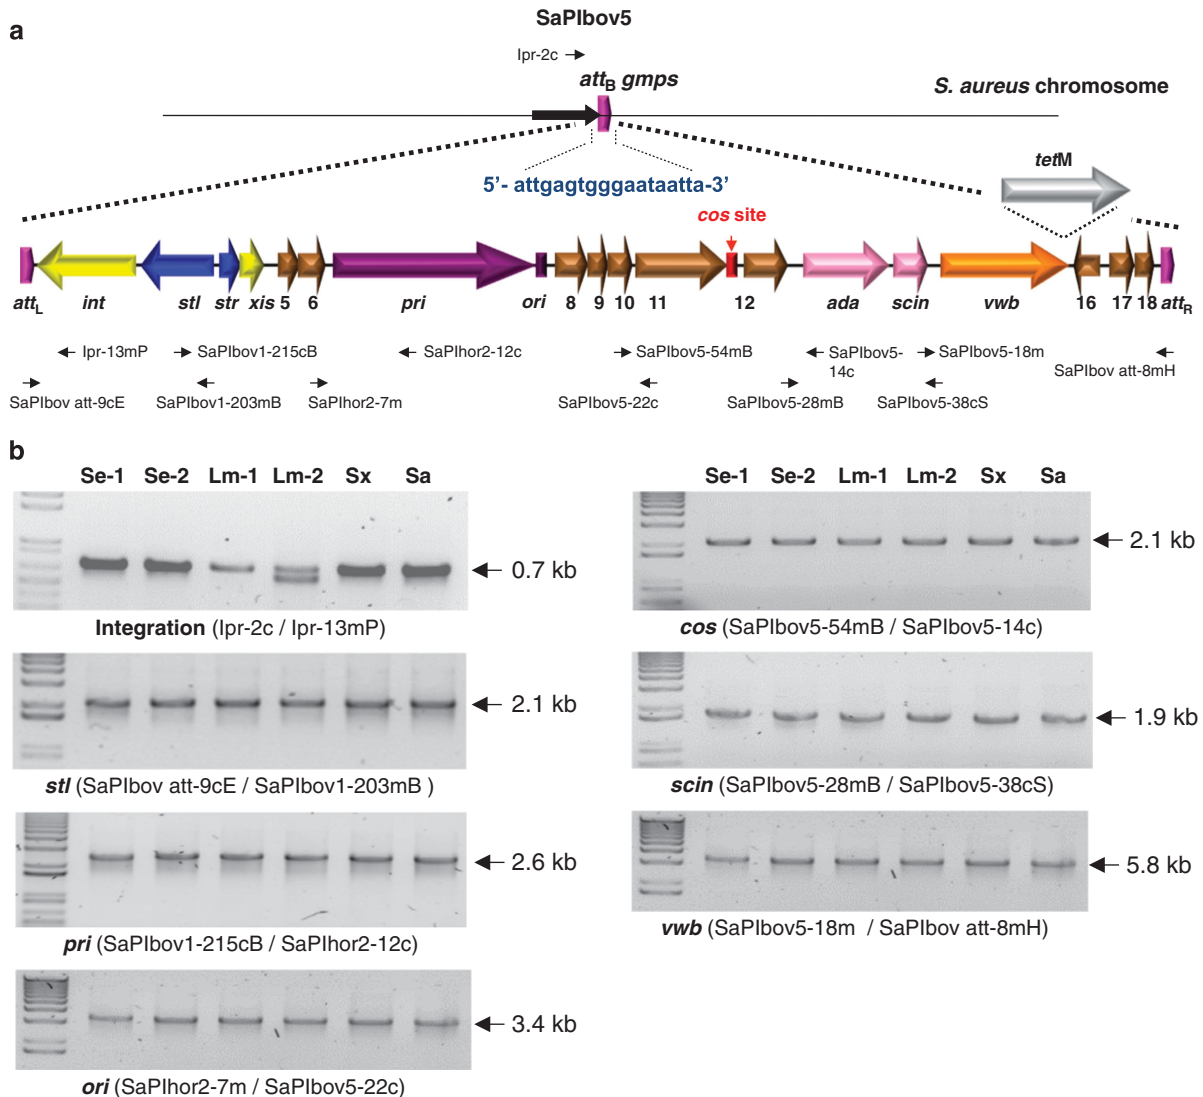 a
SaPIbov5
Ipr-2c
attB gmps
S. aureus chromosome
tetM
5’- attgagtgggaataatta-3’
cos site
attL int stl str xis 5 6 pri ori 8 9 10 11 12 ada scin vwb 16 17 18 attR
Ipr-13mP SaPIbov1-215cB SaPIhor2-12c SaPIbov5-54mB SaPIbov5-14c SaPIbov5-18m SaPIbov att-8mH
SaPIbov att-9cE SaPIbov1-203mB SaPIhor2-7m SaPIbov5-22c SaPIbov5-28mB SaPIbov5-38cS
b
Se-1 Se-2 Lm-1 Lm-2 Sx Sa
0.7 kb
Integration (Ipr-2c / Ipr-13mP)
2.1 kb
stl (SaPIbov att-9cE / SaPIbov1-203mB )
2.6 kb
pri (SaPIbov1-215cB / SaPIhor2-12c)
3.4 kb
ori (SaPIhor2-7m / SaPIbov5-22c)
Se-1 Se-2 Lm-1 Lm-2 Sx Sa
2.1 kb
cos (SaPIbov5-54mB / SaPIbov5-14c)
1.9 kb
scin (SaPIbov5-28mB / SaPIbov5-38cS)
5.8 kb
vwb (SaPIbov5-18m / SaPIbov att-8mH)